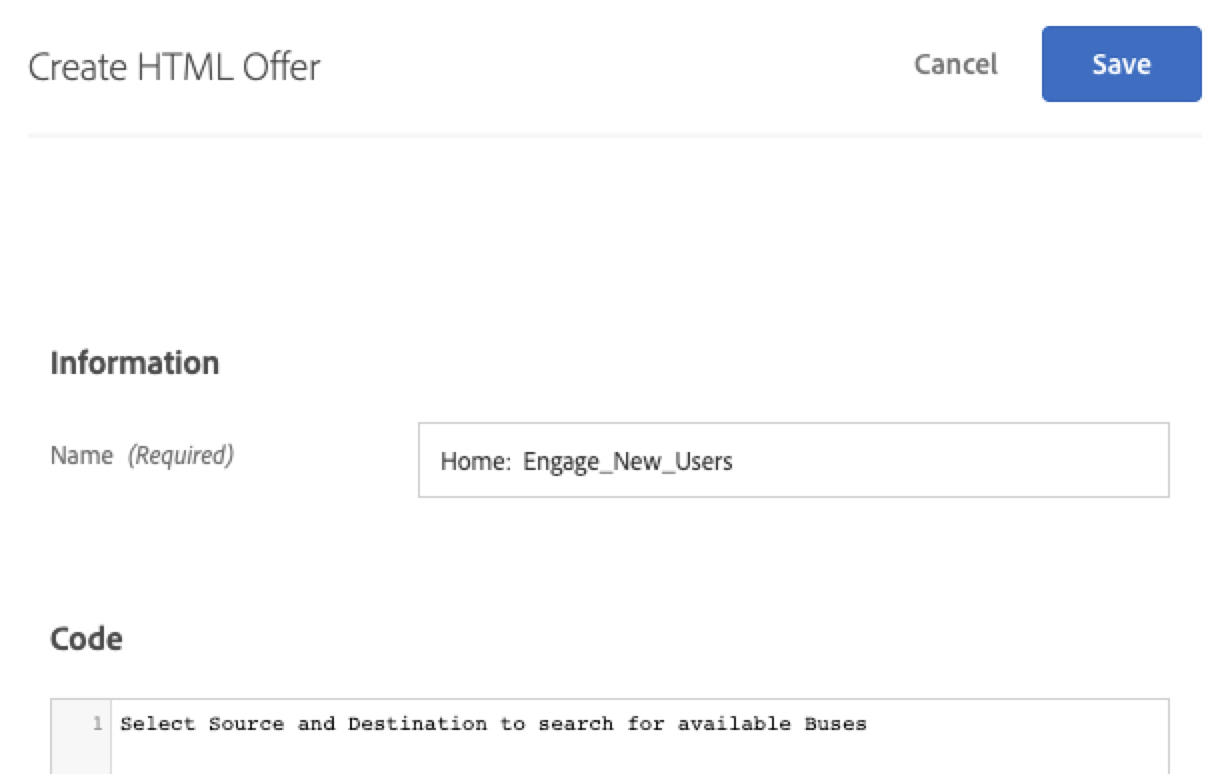 Create HTML Offer
Cancel
Save
Information
Name (Required)
Home: Engage_New_Users
Code
1 Select Source and Destination to search for available Buses